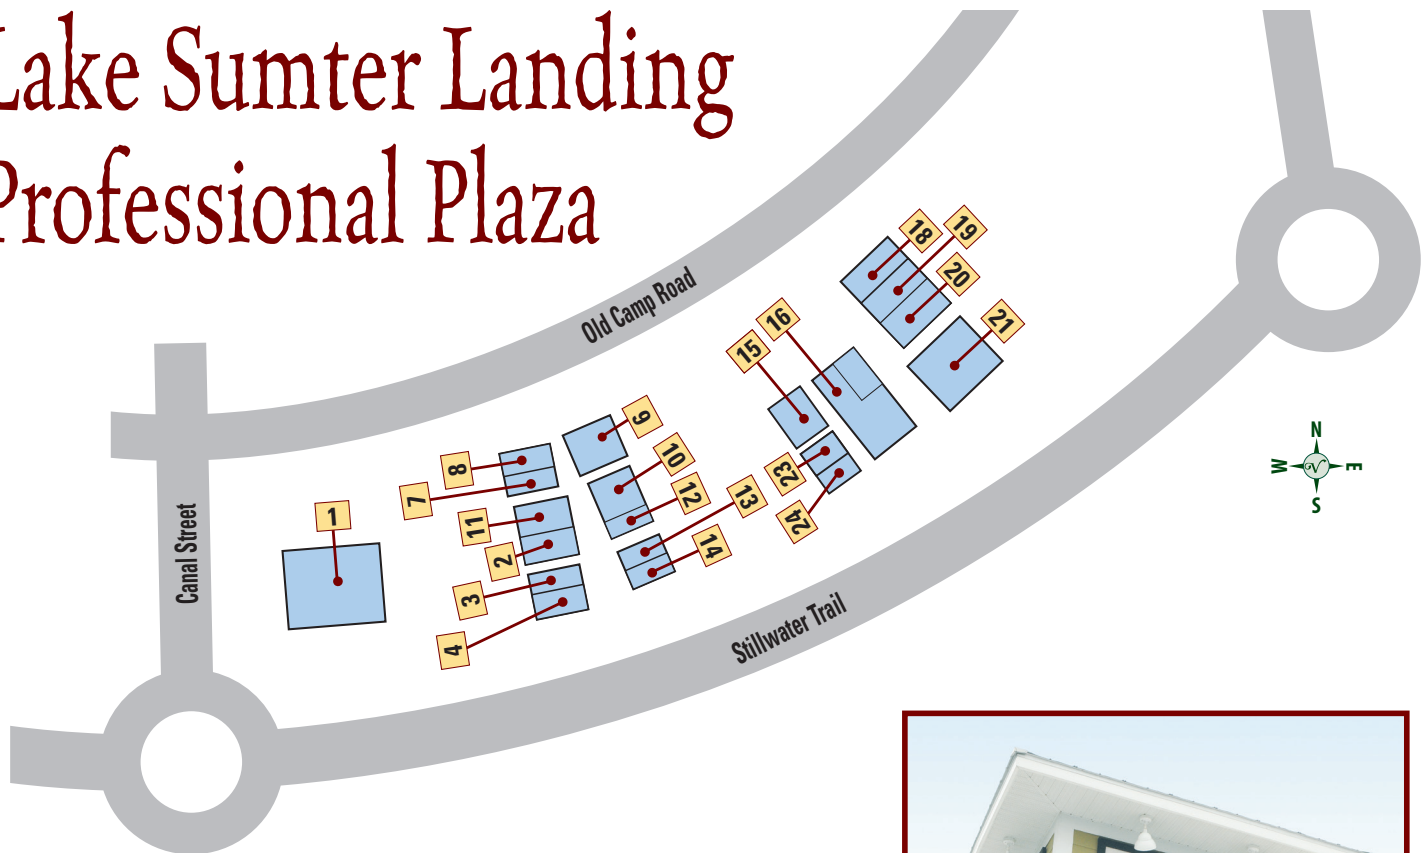 Lake Sumter Landing
Professional Plaza
Old Camp Road
Canal Street
Stillwater Trail
18
19
20
21
16
15
9
10
8
7
12
13
23
24
1
11
2
14
3
4
N
W
E
S